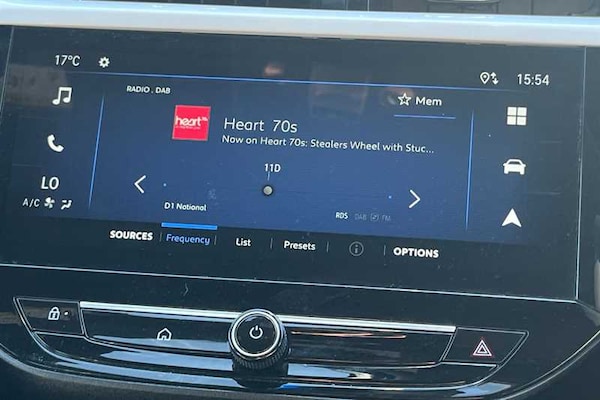 17°C
15:54
RADIO . DAB
Mem
heart
Heart 70s
Now on Heart 70s: Stealers Wheel with Stuc...
11D
LO
A/C
D1 National
RDS DAB FM
SOURCES Frequency List Presets OPTIONS